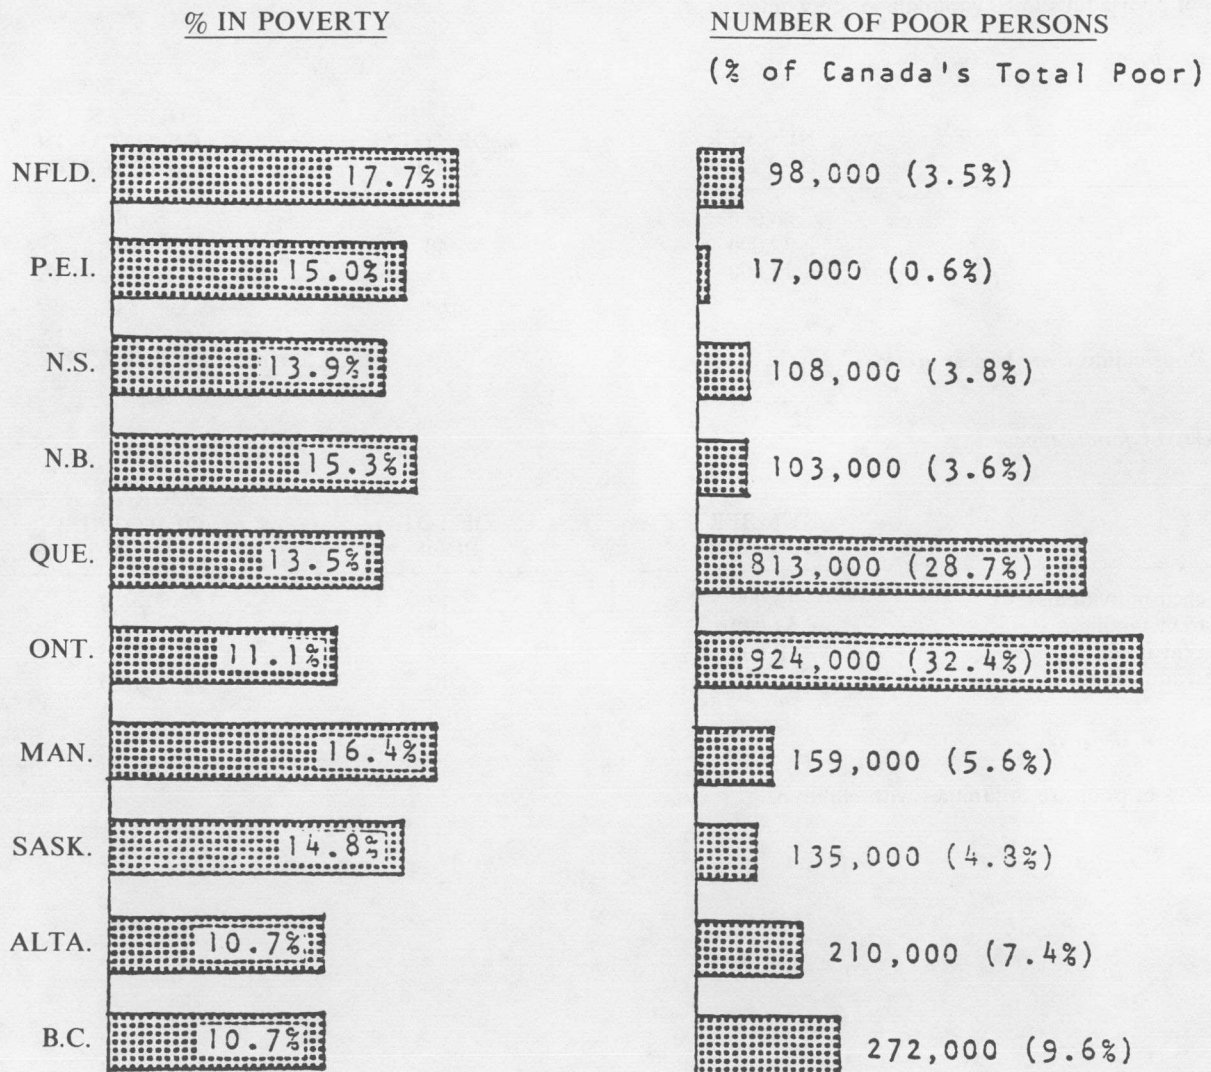 % IN POVERTY
NUMBER OF POOR PERSONS
(% of Canada's Total Poor)
NFLD. 17.7% 98,000 (3.5%)
P.E.I. 15.0% 17,000 (0.6%)
N.S. 13.9% 108,000 (3.8%)
N.B. 15.3% 103,000 (3.6%)
QUE. 13.5% 813,000 (28.7%)
ONT. 11.1% 924,000 (32.4%)
MAN. 16.4% 159,000 (5.6%)
SASK. 14.8% 135,000 (4.8%)
ALTA. 10.7% 210,000 (7.4%)
B.C. 10.7% 272,000 (9.6%)